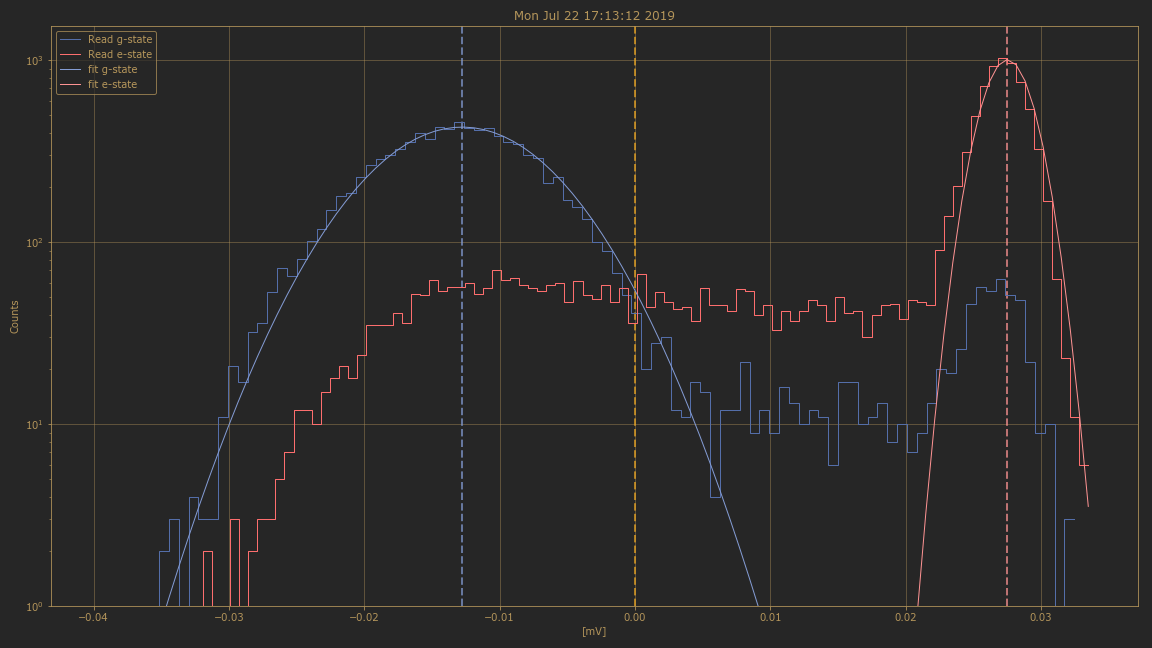 Mon Jul 22 17:13:12 2019
Read g-state
Read e-state
fit g-state
fit e-state
Counts
10³
10²
10¹
10⁰
−0.04 −0.03 −0.02 −0.01 0.00 0.01 0.02 0.03
[mV]